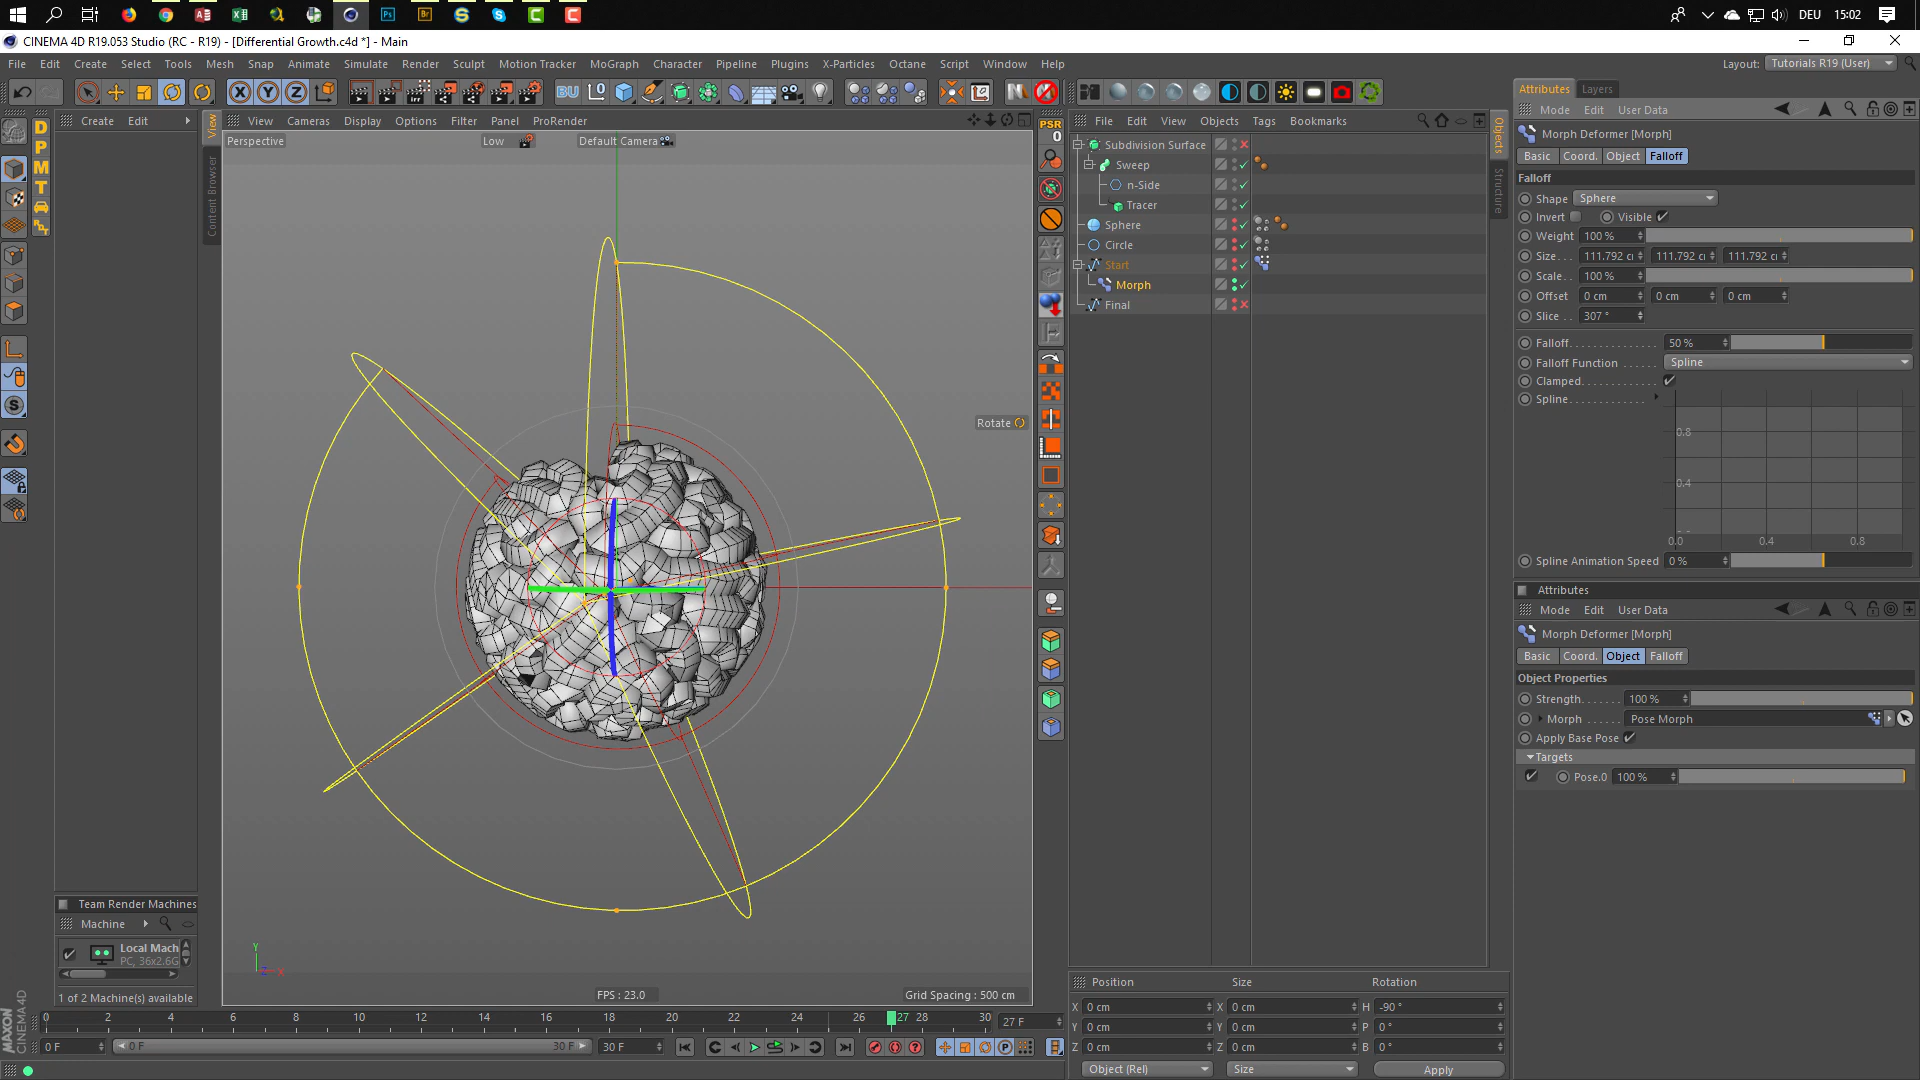 DEU 15:02
CINEMA 4D R19.053 Studio (RC - R19) - [Differential Growth.c4d *] - Main
File Edit Create Select Tools Mesh Snap Animate Simulate Render Sculpt Motion Tracker MoGraph Character Pipeline Plugins X-Particles Octane Script Window Help
Layout: Tutorials R19 (User)
Create Edit
View Cameras Display Options Filter Panel ProRender
Perspective
Low
Default Camera
View
Content Browser
D
P
M
T
PSR
0
Rotate
FPS : 23.0
Grid Spacing : 500 cm
Y
Z X
File Edit View Objects Tags Bookmarks
Subdivision Surface
Sweep
n-Side
Tracer
Sphere
Circle
Start
Morph
Final
Objects
Structure
Attributes Layers
Mode Edit User Data
Morph Deformer [Morph]
Basic Coord. Object Falloff
Falloff
Shape Sphere
Invert Visible
Weight 100 %
Size . . . 111.792 c 111.792 c 111.792 c
Scale . . 100 %
Offset 0 cm 0 cm 0 cm
Slice . . 307 °
Falloff. . . . . . . . . . . . . . . 50 %
Falloff Function . . . . . . Spline
Clamped. . . . . . . . . . . . .
Spline. . . . . . . . . . . . . . .
0.8
0.4
0.0 0.4 0.8
Spline Animation Speed 0 %
Attributes
Mode Edit User Data
Morph Deformer [Morph]
Basic Coord. Object Falloff
Object Properties
Strength. . . . . . 100 %
Morph . . . . . . Pose Morph
Apply Base Pose
Targets
Pose.0 100 %
Team Render Machines
Machine
Local Mach
PC, 36x2.6G
1 of 2 Machine(s) available
0 2 4 6 8 10 12 14 16 18 20 22 24 26 27 28 30
27 F
0 F 0 F 30 F 30 F
Position Size Rotation
X 0 cm X 0 cm H -90 °
Y 0 cm Y 0 cm P 0 °
Z 0 cm Z 0 cm B 0 °
Object (Rel) Size Apply
MAXON
CINEMA4D